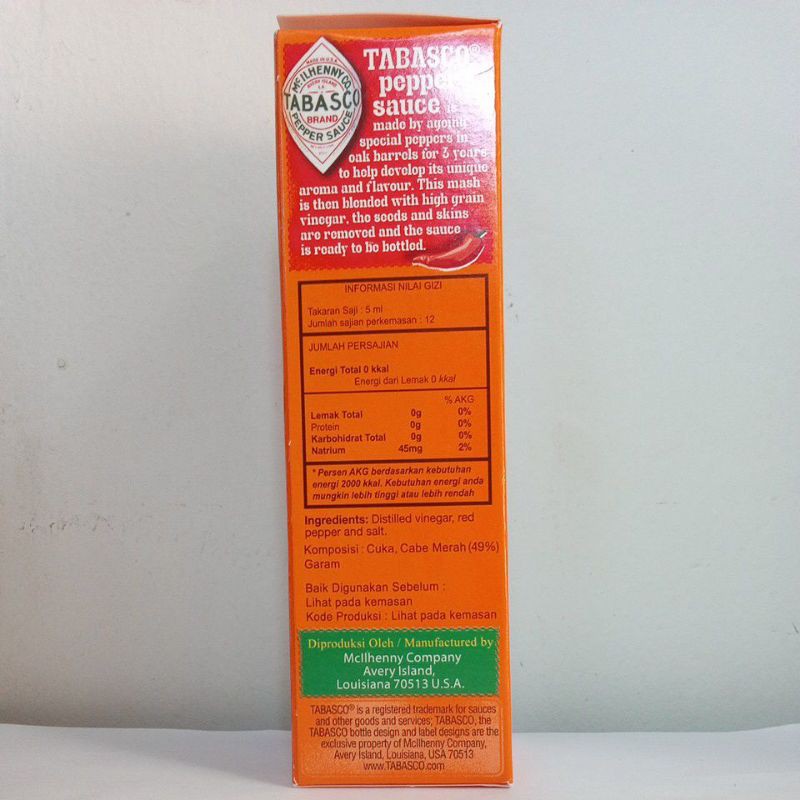 MADE IN U.S.A.
McILHENNY CO.
AVERY ISLAND, LA
TABASCO
BRAND
PEPPER SAUCE
TABASCO®
pepper
sauce is
made by ageing
special peppers in
oak barrels for 3 years
to help develop its unique
aroma and flavour. This mash
is then blended with high grain
vinegar, the seeds and skins
are removed and the sauce
is ready to be bottled.
INFORMASI NILAI GIZI
Takaran Saji : 5 ml
Jumlah sajian perkemasan : 12
JUMLAH PERSAJIAN
Energi Total 0 kkal
Energi dari Lemak 0 kkal
% AKG
Lemak Total 0g 0%
Protein 0g 0%
Karbohidrat Total 0g 0%
Natrium 45mg 2%
* Persen AKG berdasarkan kebutuhan
energi 2000 kkal. Kebutuhan energi anda
mungkin lebih tinggi atau lebih rendah
Ingredients: Distilled vinegar, red
pepper and salt.
Komposisi : Cuka, Cabe Merah (49%)
Garam
Baik Digunakan Sebelum :
Lihat pada kemasan
Kode Produksi : Lihat pada kemasan
Diproduksi Oleh / Manufactured by
McIlhenny Company
Avery Island,
Louisiana 70513 U.S.A.
TABASCO® is a registered trademark for sauces
and other goods and services; TABASCO, the
TABASCO bottle design and label designs are the
exclusive property of McIlhenny Company,
Avery Island, Louisiana, USA 70513
www.TABASCO.com